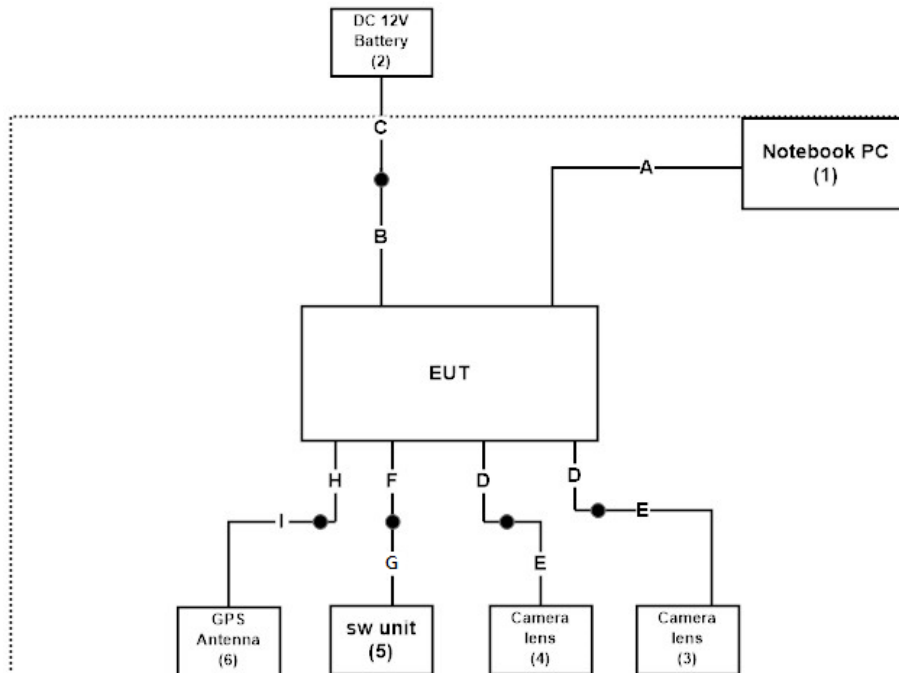 DC 12V
Battery
(2)
C
Notebook PC
(1)
A
B
EUT
H
F
D
D
I
E
G
E
GPS
Antenna
(6)
sw unit
(5)
Camera
lens
(4)
Camera
lens
(3)